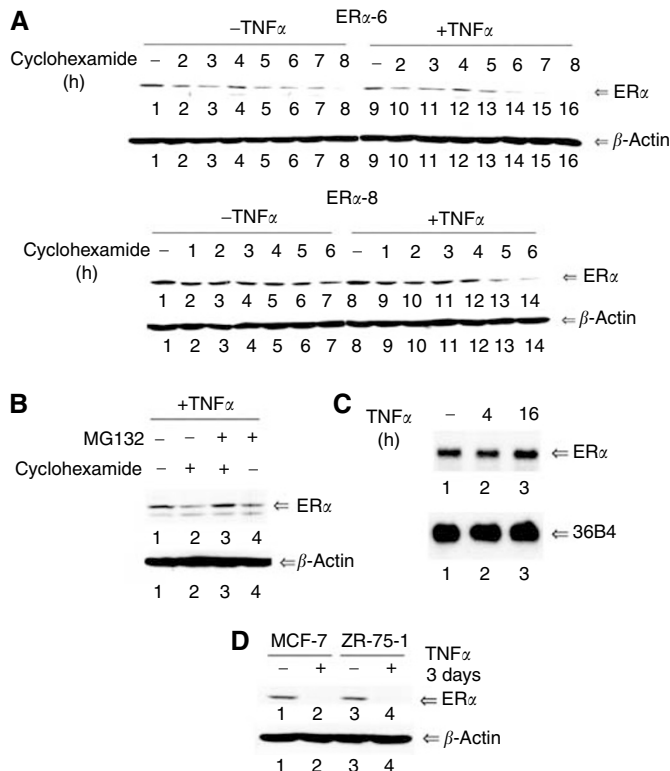 A
ERα-6
–TNFα +TNFα
Cyclohexamide – 2 3 4 5 6 7 8 – 2 3 4 5 6 7 8
(h)
⇐ ERα
1 2 3 4 5 6 7 8 9 10 11 12 13 14 15 16
⇐ β-Actin
1 2 3 4 5 6 7 8 9 10 11 12 13 14 15 16
ERα-8
–TNFα +TNFα
Cyclohexamide – 1 2 3 4 5 6 – 1 2 3 4 5 6
(h)
⇐ ERα
1 2 3 4 5 6 7 8 9 10 11 12 13 14
⇐ β-Actin
1 2 3 4 5 6 7 8 9 10 11 12 13 14
B
+TNFα
MG132 – – + +
Cyclohexamide – + + –
⇐ ERα
1 2 3 4
⇐ β-Actin
1 2 3 4
C
TNFα – 4 16
(h)
⇐ ERα
1 2 3
⇐ 36B4
1 2 3
D
MCF-7 ZR-75-1 TNFα
– + – + 3 days
⇐ ERα
1 2 3 4
⇐ β-Actin
1 2 3 4